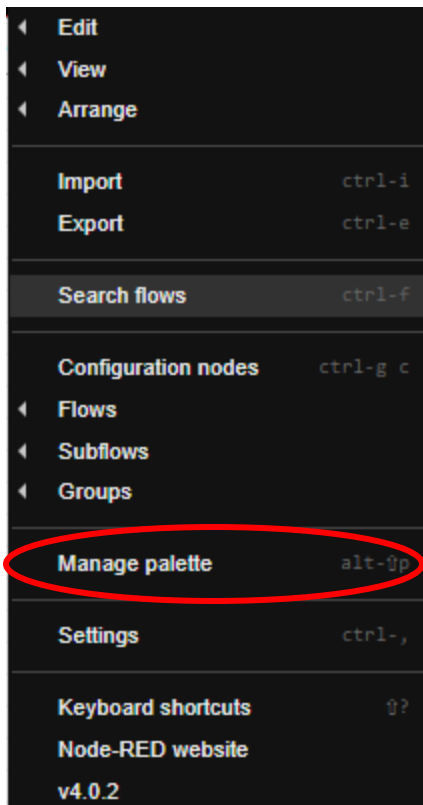 Edit
View
Arrange
Import ctrl-i
Export ctrl-e
Search flows ctrl-f
Configuration nodes ctrl-g c
Flows
Subflows
Groups
Manage palette alt-⇧p
Settings ctrl-,
Keyboard shortcuts ⇧?
Node-RED website
v4.0.2